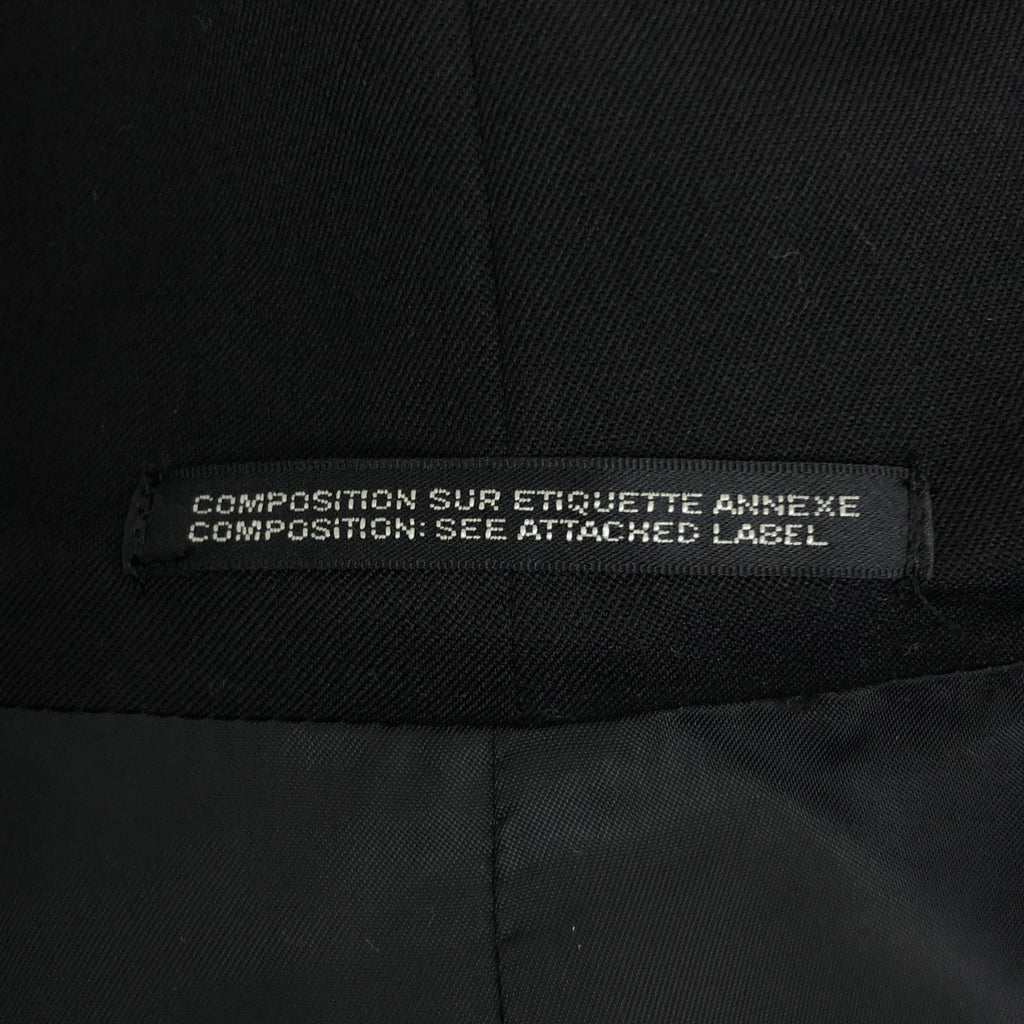 COMPOSITION SUR ETIQUETTE ANNEXE
COMPOSITION: SEE ATTACHED LABEL